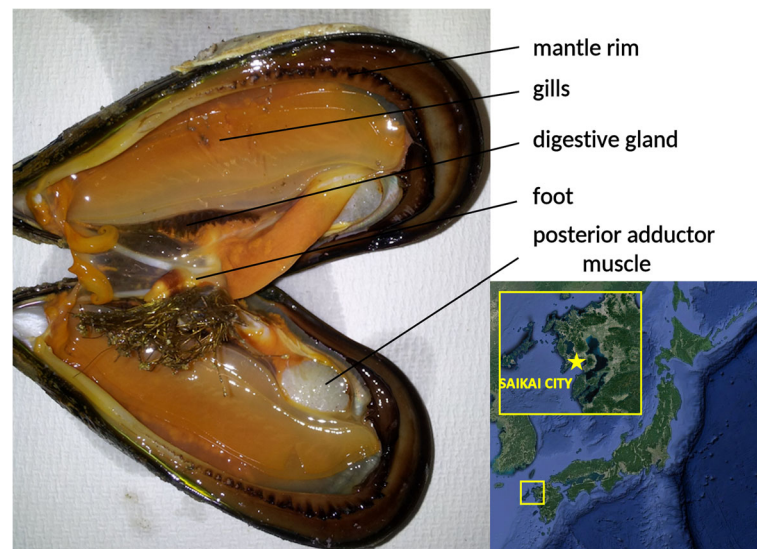 mantle rim
gills
digestive gland
foot
posterior adductor
muscle
SAIKAI CITY